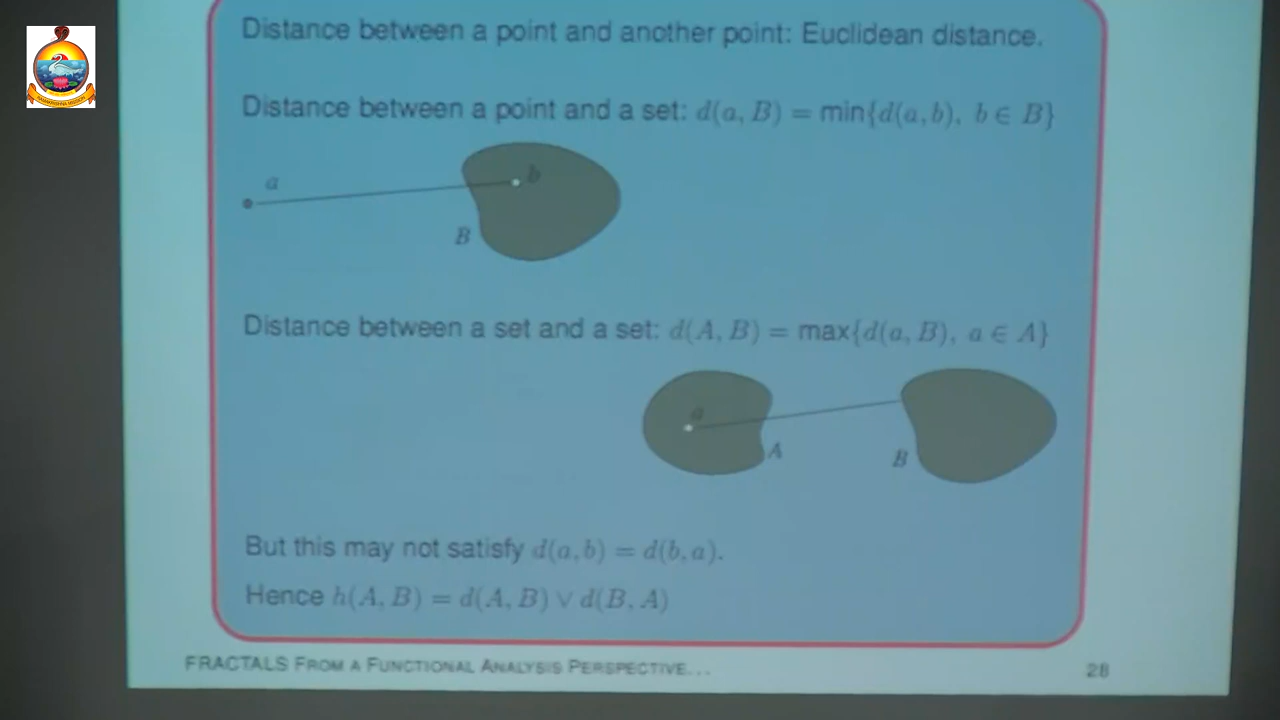 Distance between a point and another point: Euclidean distance.
Distance between a point and a set: d(a, B) = min{d(a, b), b ∈ B}
a
b
B
Distance between a set and a set: d(A, B) = max{d(a, B), a ∈ A}
a
A
B
But this may not satisfy d(a, b) = d(b, a).
Hence h(A, B) = d(A, B) ∨ d(B, A)
FRACTALS FROM A FUNCTIONAL ANALYSIS PERSPECTIVE...
28